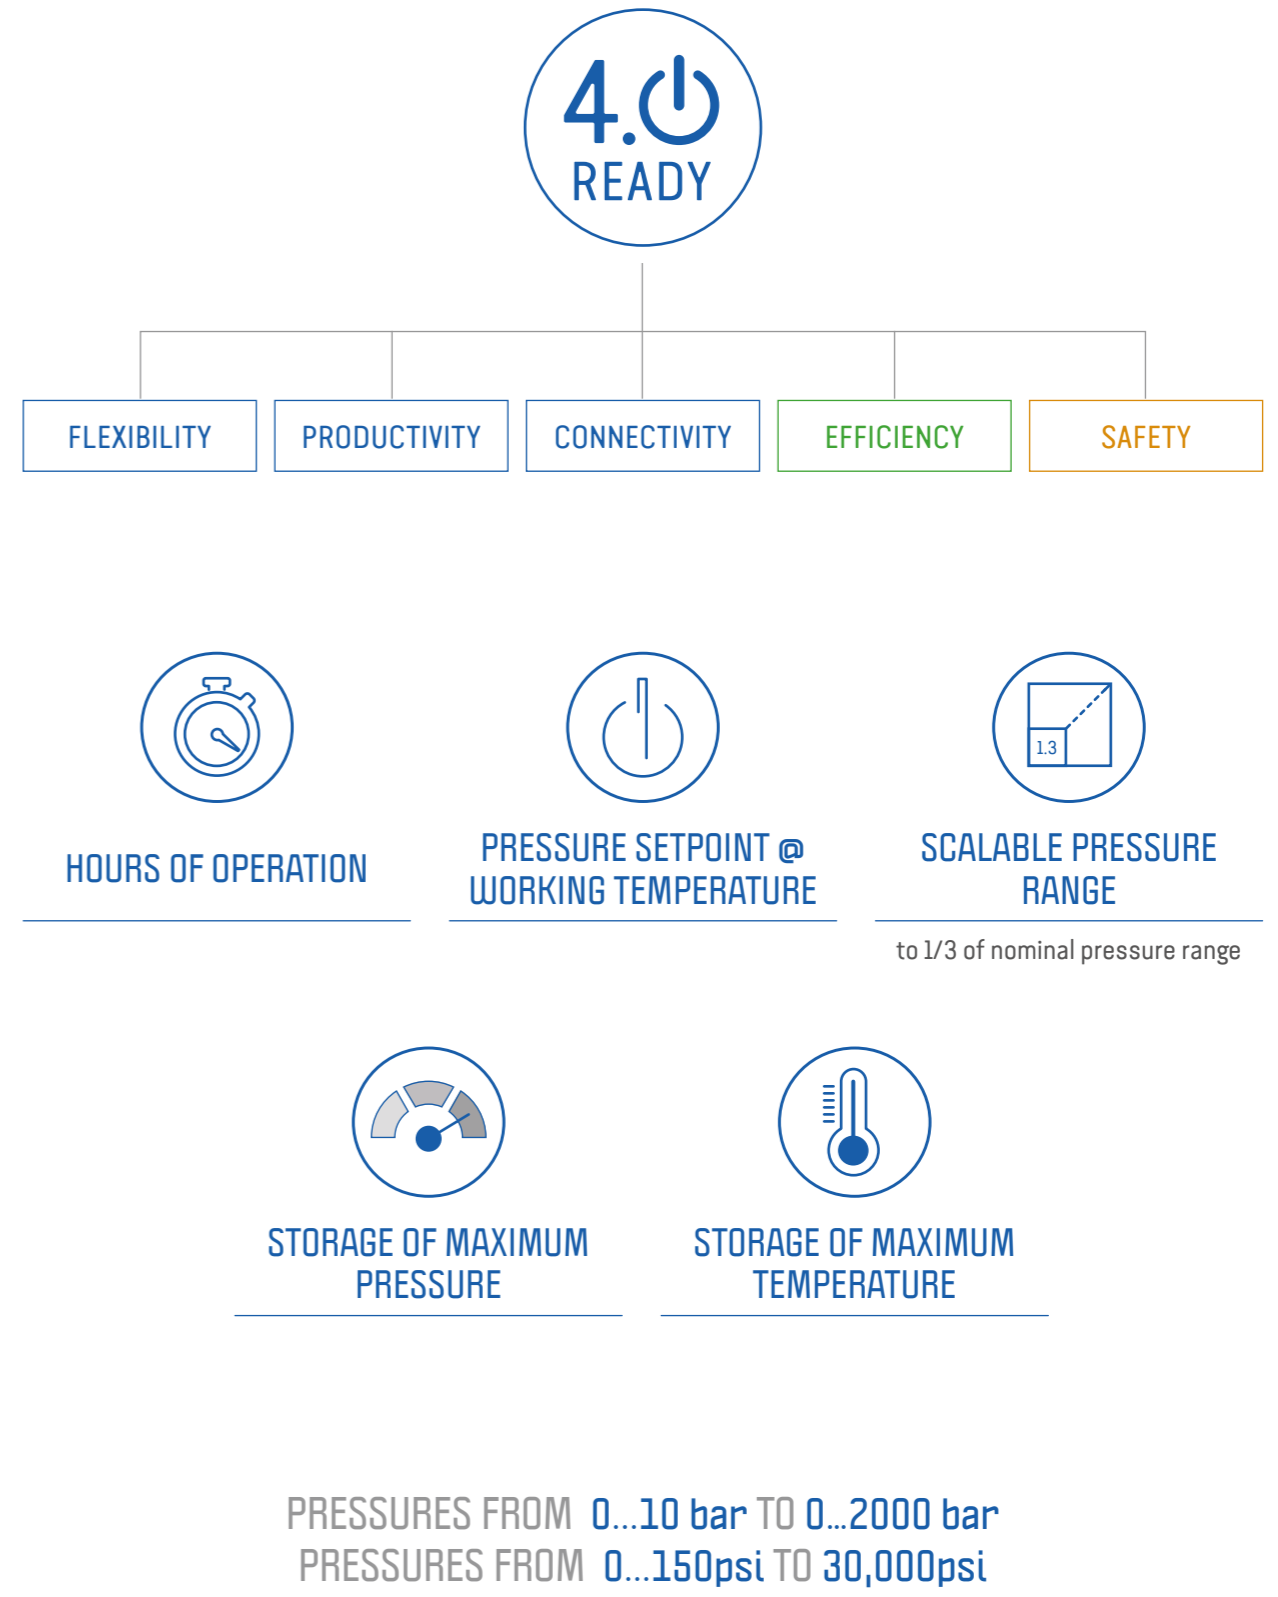 4.0
READY
FLEXIBILITY PRODUCTIVITY CONNECTIVITY EFFICIENCY SAFETY
1.3
HOURS OF OPERATION
PRESSURE SETPOINT @
WORKING TEMPERATURE
SCALABLE PRESSURE
RANGE
to 1/3 of nominal pressure range
STORAGE OF MAXIMUM
PRESSURE
STORAGE OF MAXIMUM
TEMPERATURE
PRESSURES FROM 0...10 bar TO 0...2000 bar
PRESSURES FROM 0...150psi TO 30,000psi